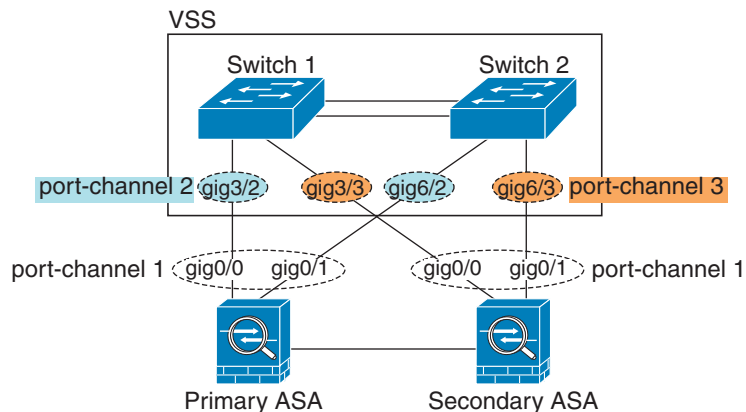 VSS
Switch 1 Switch 2
port-channel 2 gig3/2 gig3/3 gig6/2 gig6/3 port-channel 3
port-channel 1 gig0/0 gig0/1 gig0/0 gig0/1 port-channel 1
Primary ASA Secondary ASA